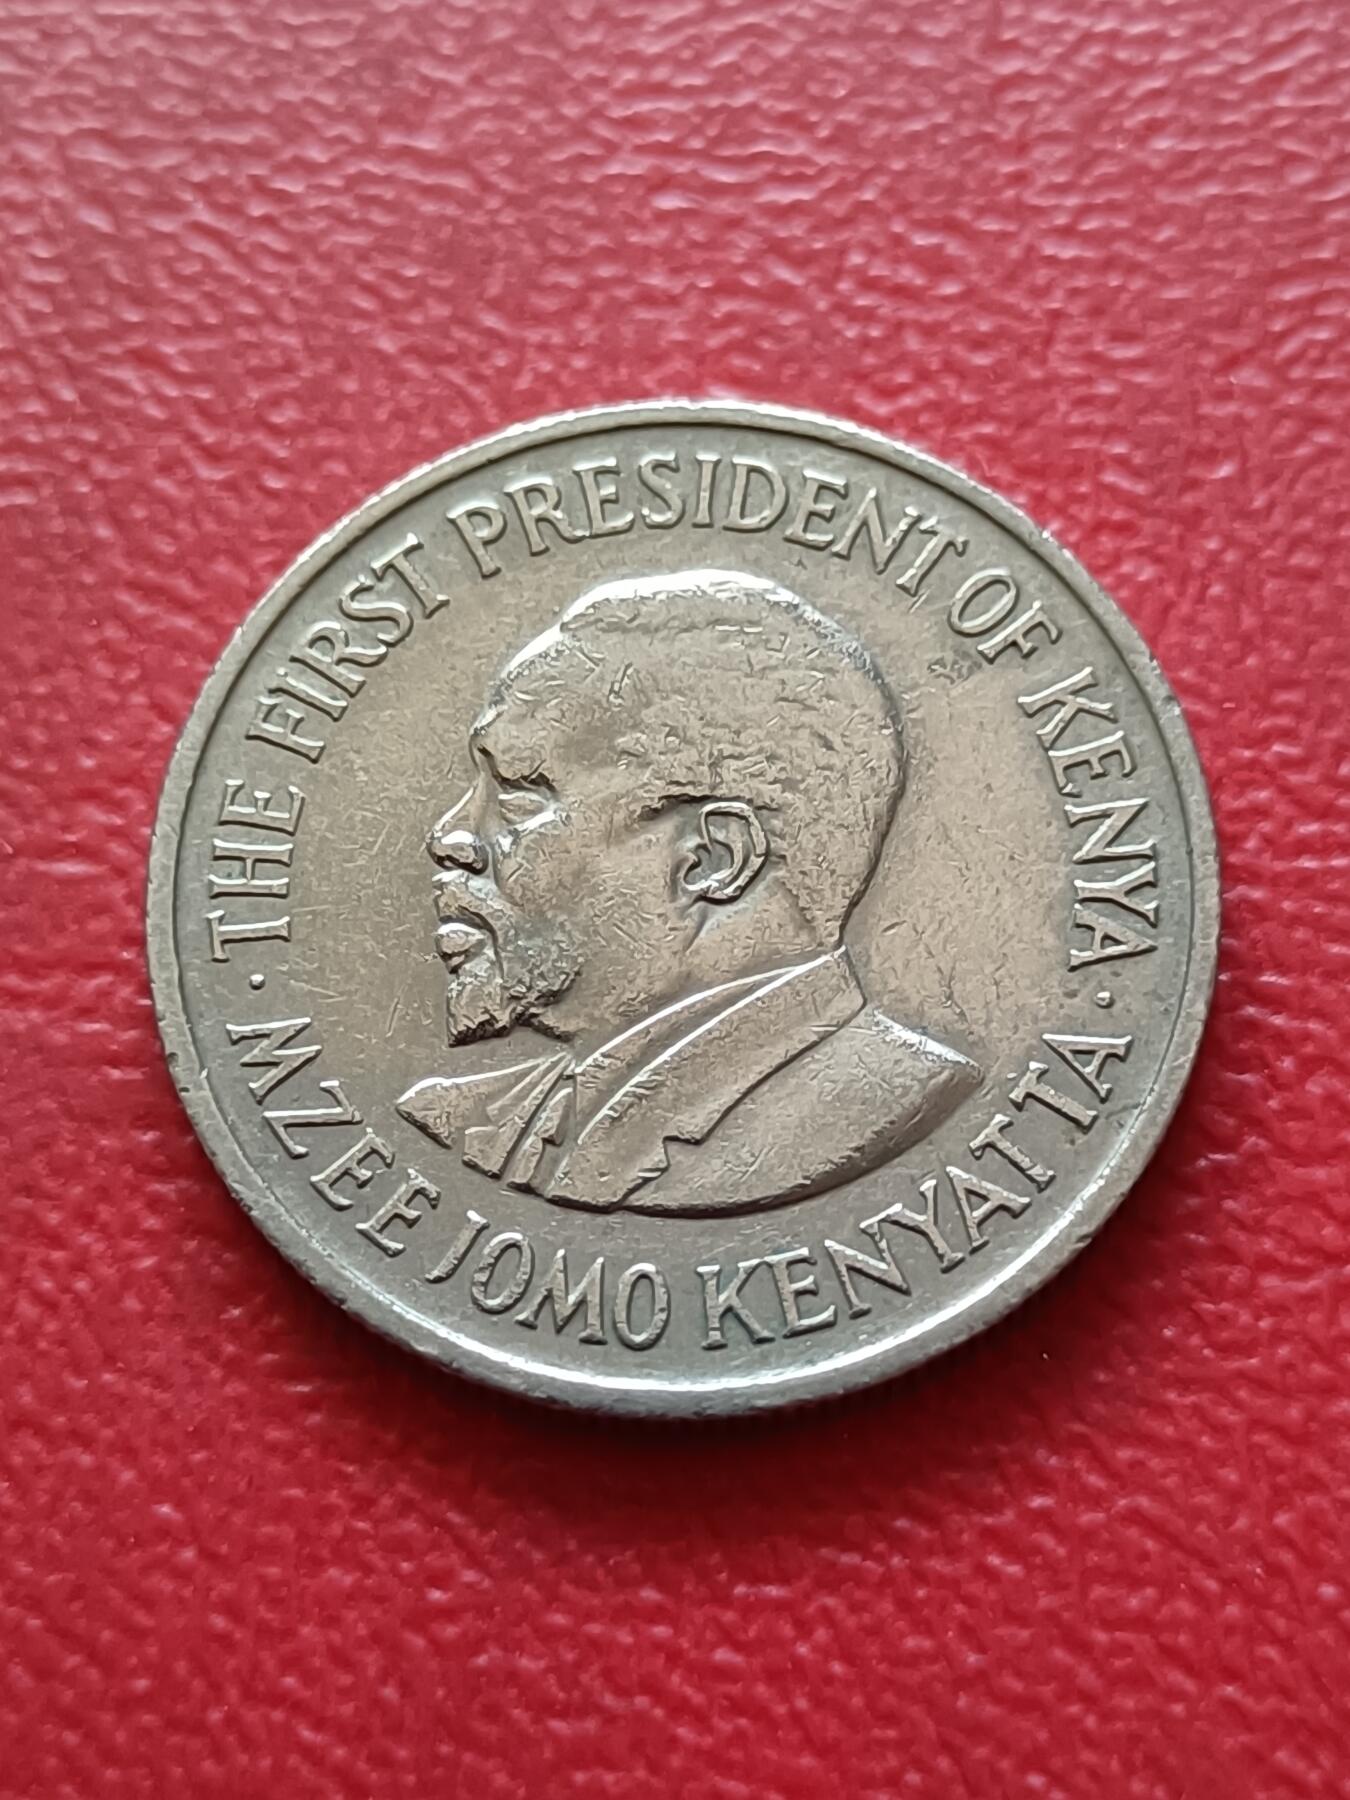 · THE FIRST PRESIDENT OF KENYA ·
MZEE JOMO KENYATTA